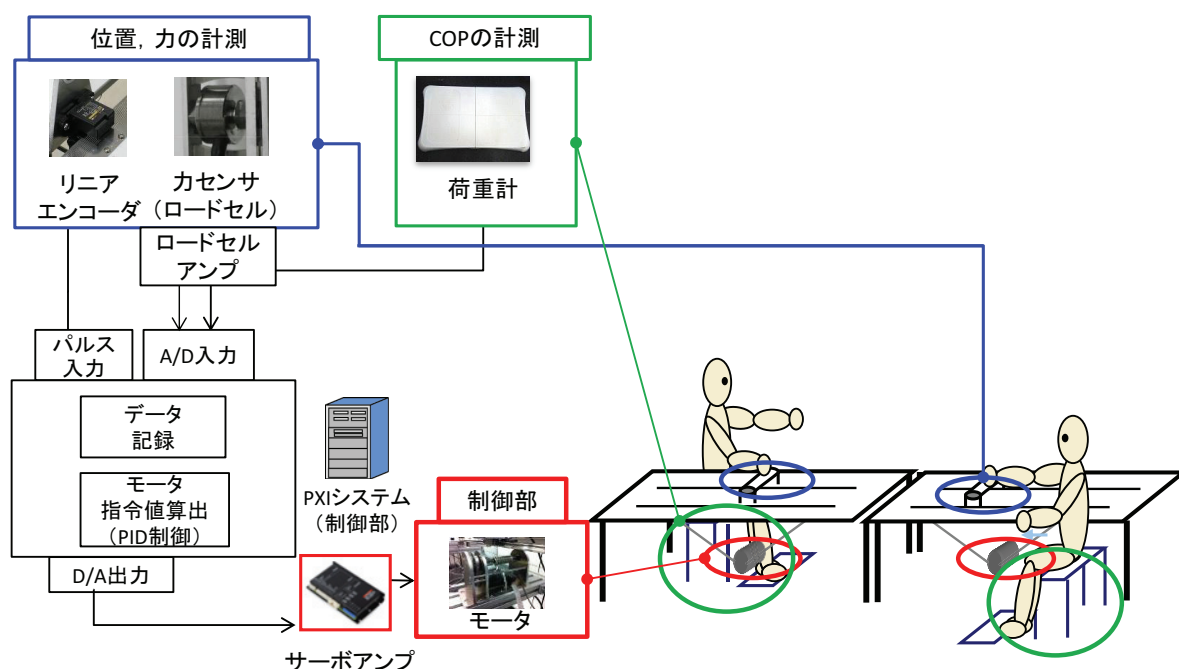 位置，力の計測
COPの計測
リニア
エンコーダ
力センサ
（ロードセル）
荷重計
ロードセル
アンプ
パルス
入力
A/D入力
データ
記録
モータ
指令値算出
（PID制御）
PXIシステム
（制御部）
制御部
モータ
D/A出力
サーボアンプ